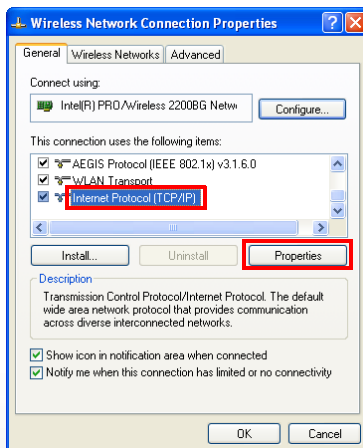 Wireless Network Connection Properties
General
Wireless Networks
Advanced
Connect using:
Intel(R) PRO/Wireless 2200BG Netw
Configure...
This connection uses the following items:
AEGIS Protocol (IEEE 802.1x) v3.1.6.0
WLAN Transport
Internet Protocol (TCP/IP)
Install...
Uninstall
Properties
Description
Transmission Control Protocol/Internet Protocol. The default
wide area network protocol that provides communication
across diverse interconnected networks.
Show icon in notification area when connected
Notify me when this connection has limited or no connectivity
OK
Cancel